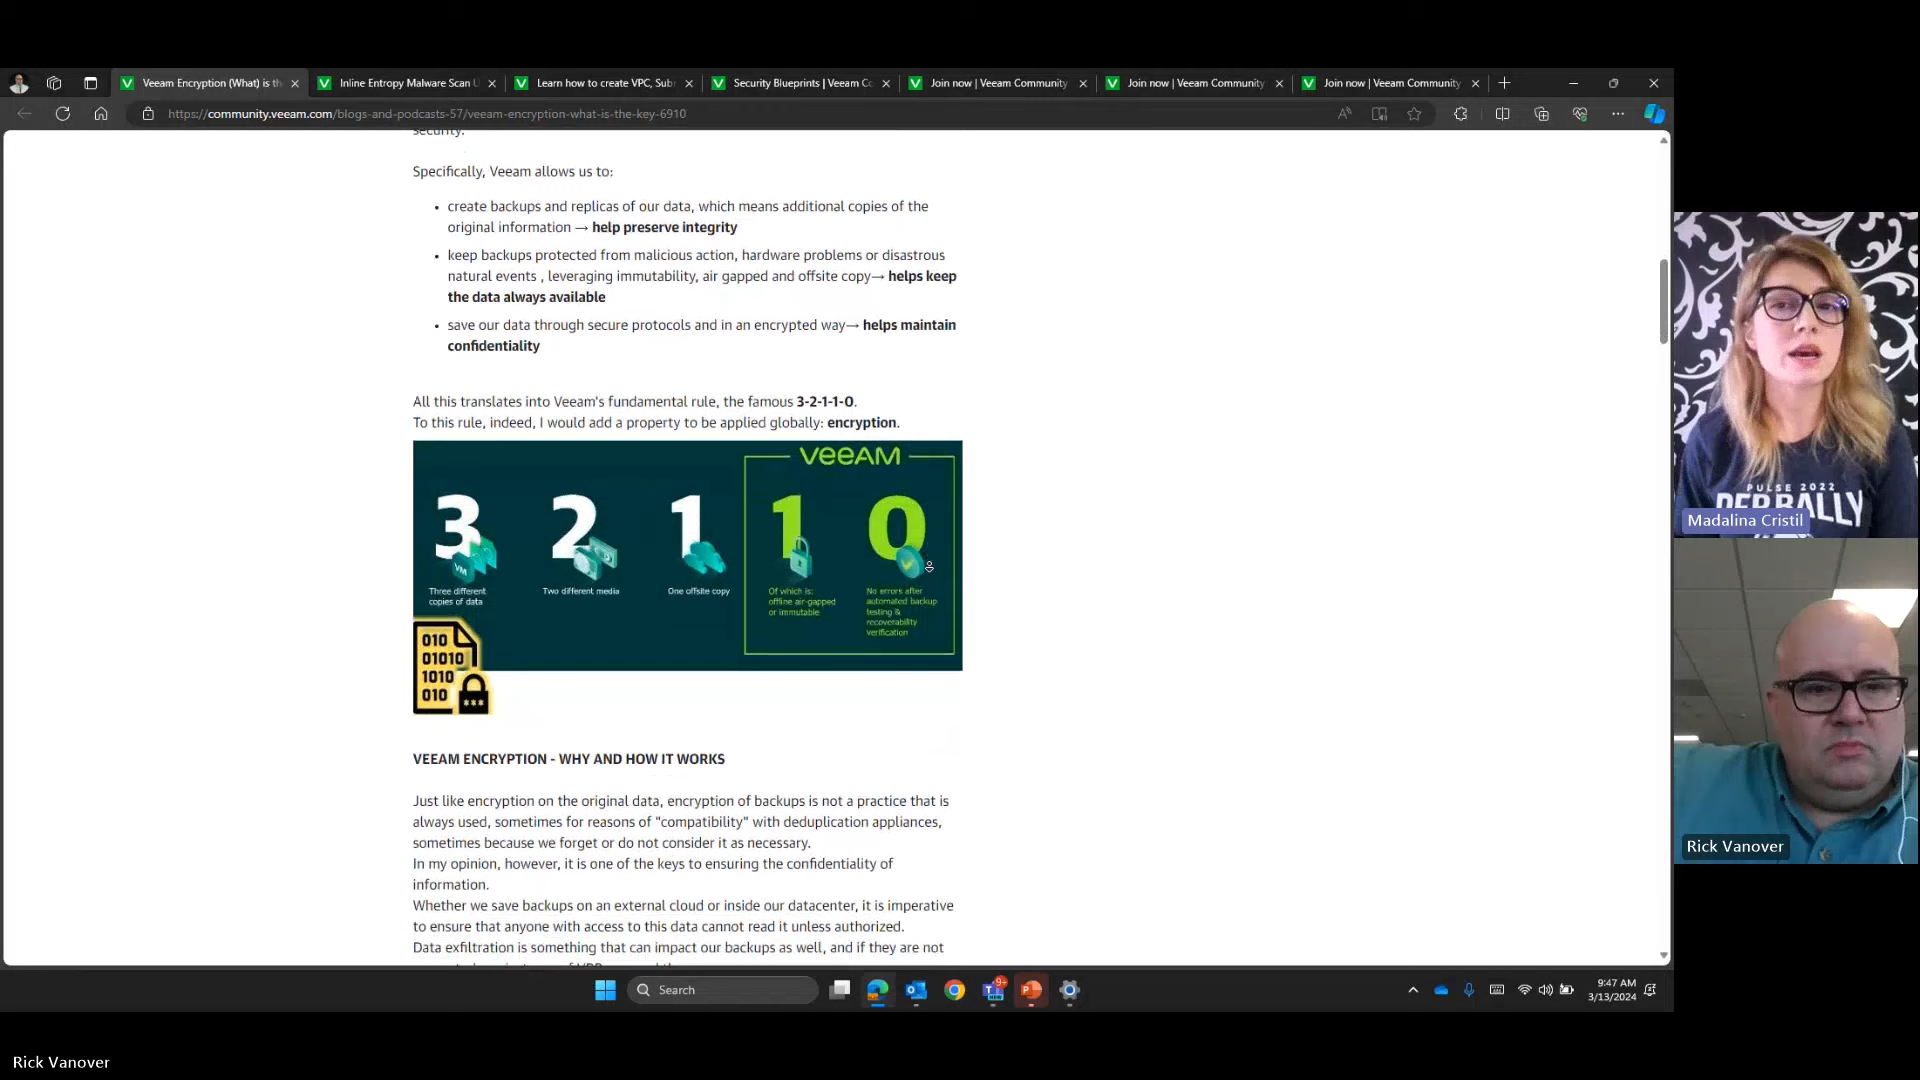 Veeam Encryption (What) is th
Inline Entropy Malware Scan U
Learn how to create VPC, Sub
Security Blueprints | Veeam Co
Join now | Veeam Community
Join now | Veeam Community
Join now | Veeam Community
https://community.veeam.com/blogs-and-podcasts-57/veeam-encryption-what-is-the-key-6910
security.
Specifically, Veeam allows us to:
• create backups and replicas of our data, which means additional copies of the
original information → help preserve integrity
• keep backups protected from malicious action, hardware problems or disastrous
natural events , leveraging immutability, air gapped and offsite copy→ helps keep
the data always available
• save our data through secure protocols and in an encrypted way→ helps maintain
confidentiality
All this translates into Veeam's fundamental rule, the famous 3-2-1-1-0.
To this rule, indeed, I would add a property to be applied globally: encryption.
VEEAM
3 2 1 1 0
VM
Three different
copies of data
Two different media
One offsite copy
Of which is:
offline air-gapped
or immutable
No errors after
automated backup
testing &
recoverability
verification
010
01010
1010
010
***
VEEAM ENCRYPTION - WHY AND HOW IT WORKS
Just like encryption on the original data, encryption of backups is not a practice that is
always used, sometimes for reasons of "compatibility" with deduplication appliances,
sometimes because we forget or do not consider it as necessary.
In my opinion, however, it is one of the keys to ensuring the confidentiality of
information.
Whether we save backups on an external cloud or inside our datacenter, it is imperative
to ensure that anyone with access to this data cannot read it unless authorized.
Data exfiltration is something that can impact our backups as well, and if they are not
PULSE 2022
Madalina Cristil
Rick Vanover
Search
9+
9:47 AM
3/13/2024
Rick Vanover